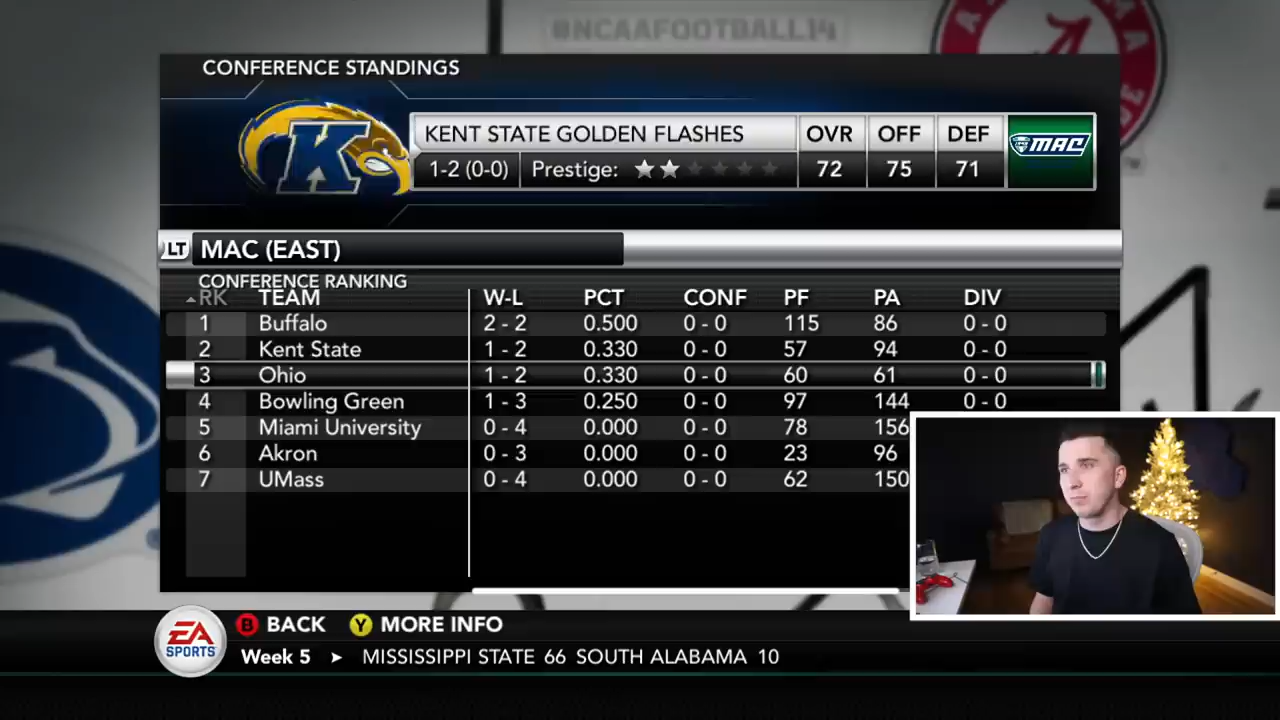 #NCAAFOOTBALL14
CONFERENCE STANDINGS
KENT STATE GOLDEN FLASHES OVR OFF DEF
MAC
1-2 (0-0) Prestige: 72 75 71
LT MAC (EAST)
CONFERENCE RANKING
RK TEAM W-L PCT CONF PF PA DIV
1 Buffalo 2 - 2 0.500 0 - 0 115 86 0 - 0
2 Kent State 1 - 2 0.330 0 - 0 57 94 0 - 0
3 Ohio 1 - 2 0.330 0 - 0 60 61 0 - 0
4 Bowling Green 1 - 3 0.250 0 - 0 97 144 0 - 0
5 Miami University 0 - 4 0.000 0 - 0 78 156
6 Akron 0 - 3 0.000 0 - 0 23 96
7 UMass 0 - 4 0.000 0 - 0 62 150
EA SPORTS
B BACK Y MORE INFO
Week 5 ► MISSISSIPPI STATE 66 SOUTH ALABAMA 10